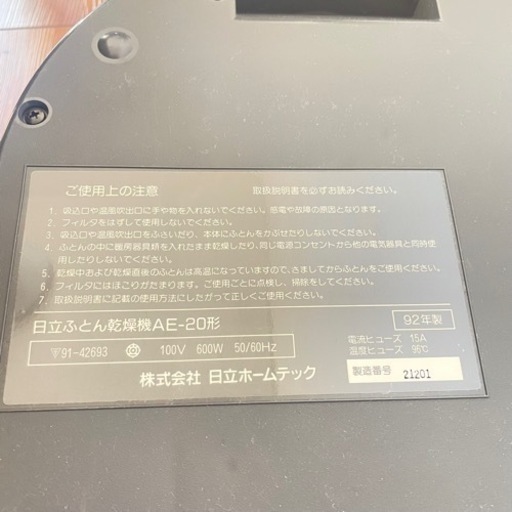 ご使用上の注意 取扱説明書を必ずお読みください。
1. 吸込口や温風吹出口に手や物を入れないでください。感電や故障の原因になります。
2. フィルタをはずして使用しないでください。
3. 吸込口や温風吹出口をふさいだり、本体にふとんをかぶせたりしないでください。
4. ふとんの中に暖房器具類を入れたまま乾燥したり、同じ電源コンセントから他の電気器具と同時使
用したりしないでください。
5. 乾燥中および乾燥直後のふとんは高温になっていますので、さましてからふとんをご使用ください。
6. フィルタにはほこりがたまります。ご使用ごとに点検し、掃除をしてください。
7. 取扱説明書に記載の使用方法にしたがって正しくご使用ください。
日立ふとん乾燥機AE-20形 92年製
91-42693 100V 600W 50/60Hz
電流ヒューズ 15A
温度ヒューズ 96℃
株式会社 日立ホームテック
製造番号 21201